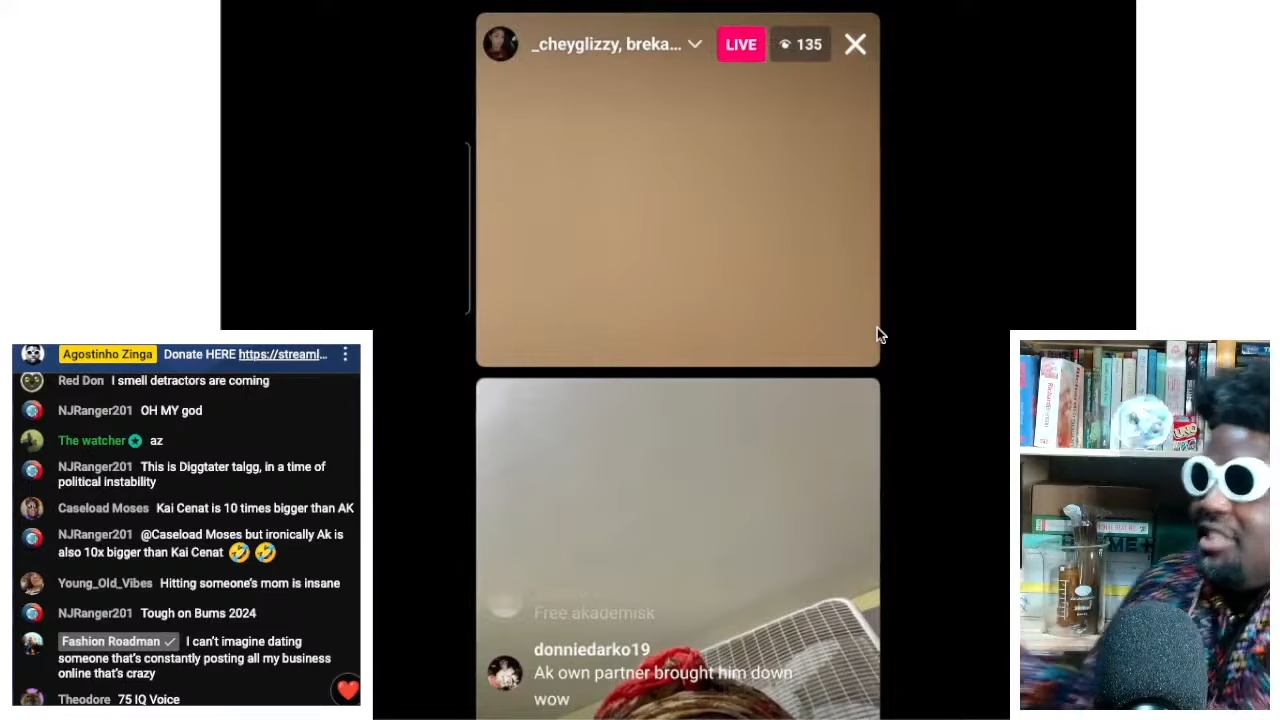 _cheyglizzy, breka...
LIVE
135
Free akademisk
donniedarko19
Ak own partner brought him down
wow
Agostinho Zinga Donate HERE https://streaml...
Red Don I smell detractors are coming
NJRanger201 OH MY god
The watcher az
NJRanger201 This is Diggtater talgg, in a time of
political instability
Caseload Moses Kai Cenat is 10 times bigger than AK
NJRanger201 @Caseload Moses but ironically Ak is
also 10x bigger than Kai Cenat 🤣 🤣
Young_Old_Vibes Hitting someone's mom is insane
NJRanger201 Tough on Bums 2024
Fashion Roadman I can't imagine dating
someone that's constantly posting all my business
online that's crazy
Theodore 75 IQ Voice
UNO